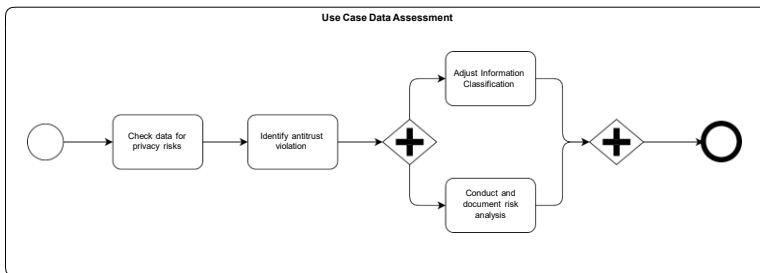 Use Case Data Assessment
Check data for
privacy risks
Identify antitrust
violation
Adjust Information
Classification
Conduct and
document risk
analysis